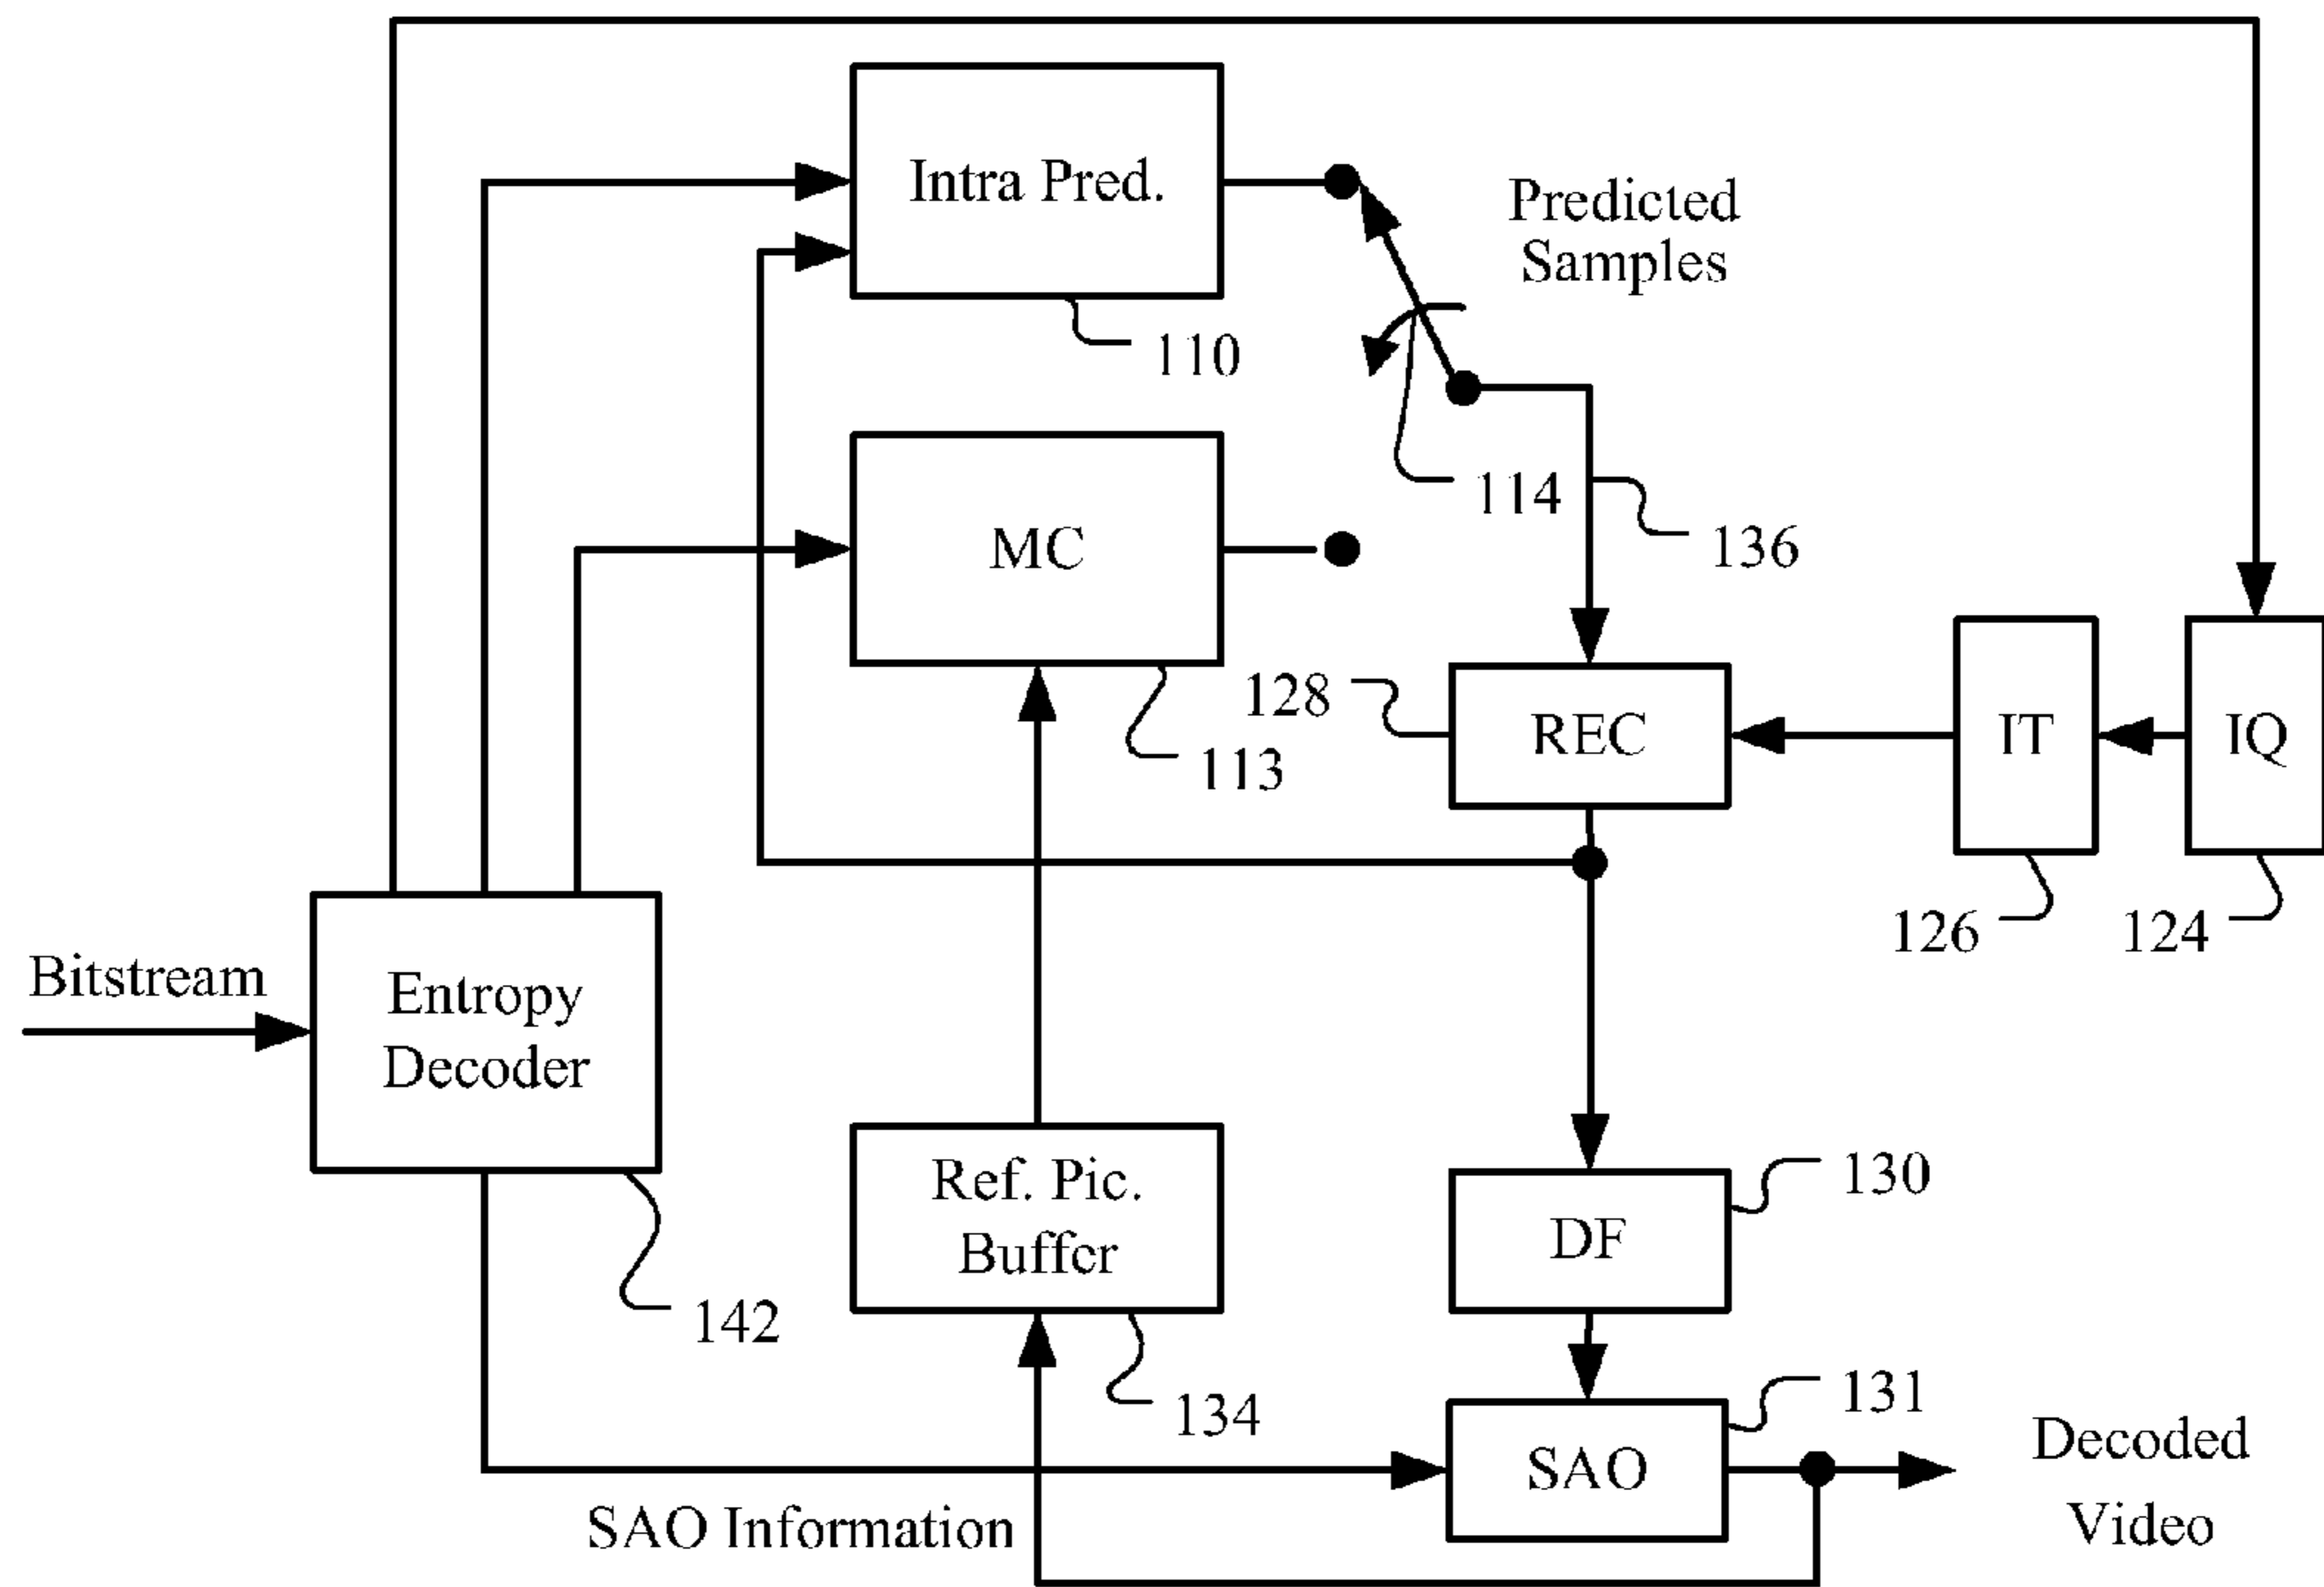 Intra Pred.
110
Predicted
Samples
114
136
MC
113
128
REC
IT
IQ
126
124
Bitstream
Entropy
Decoder
142
Ref. Pic.
Buffer
134
130
DF
131
SAO
SAO Information
Decoded
Video